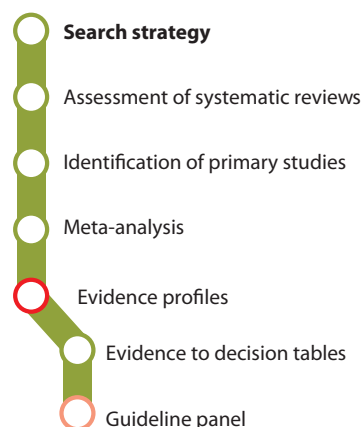 Search strategy
Assessment of systematic reviews
Identification of primary studies
Meta-analysis
Evidence profiles
Evidence to decision tables
Guideline panel